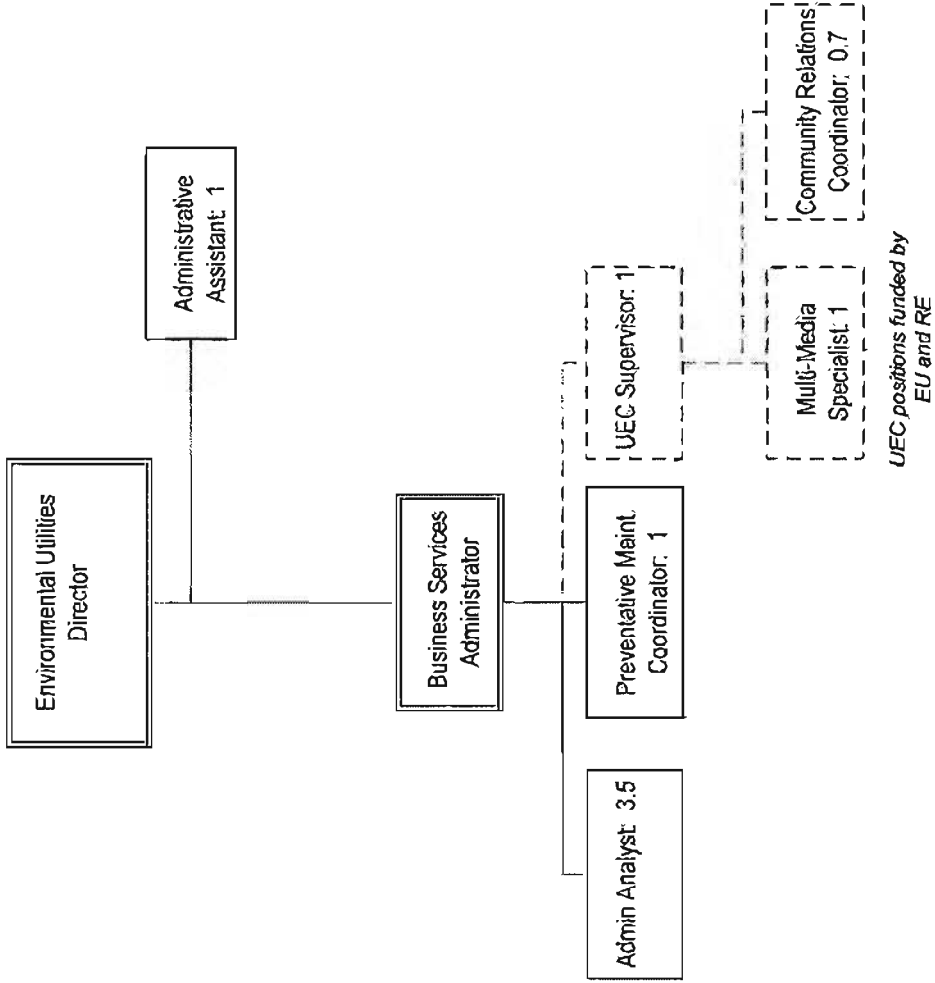 Environmental Utilities
Director
Administrative
Assistant: 1
Business Services
Administrator
Admin Analyst: 3.5
Preventative Maint.
Coordinator: 1
UEC Supervisor: 1
Multi-Media
Specialist: 1
Community Relations
Coordinator: 0.7
UEC positions funded by
EU and RE